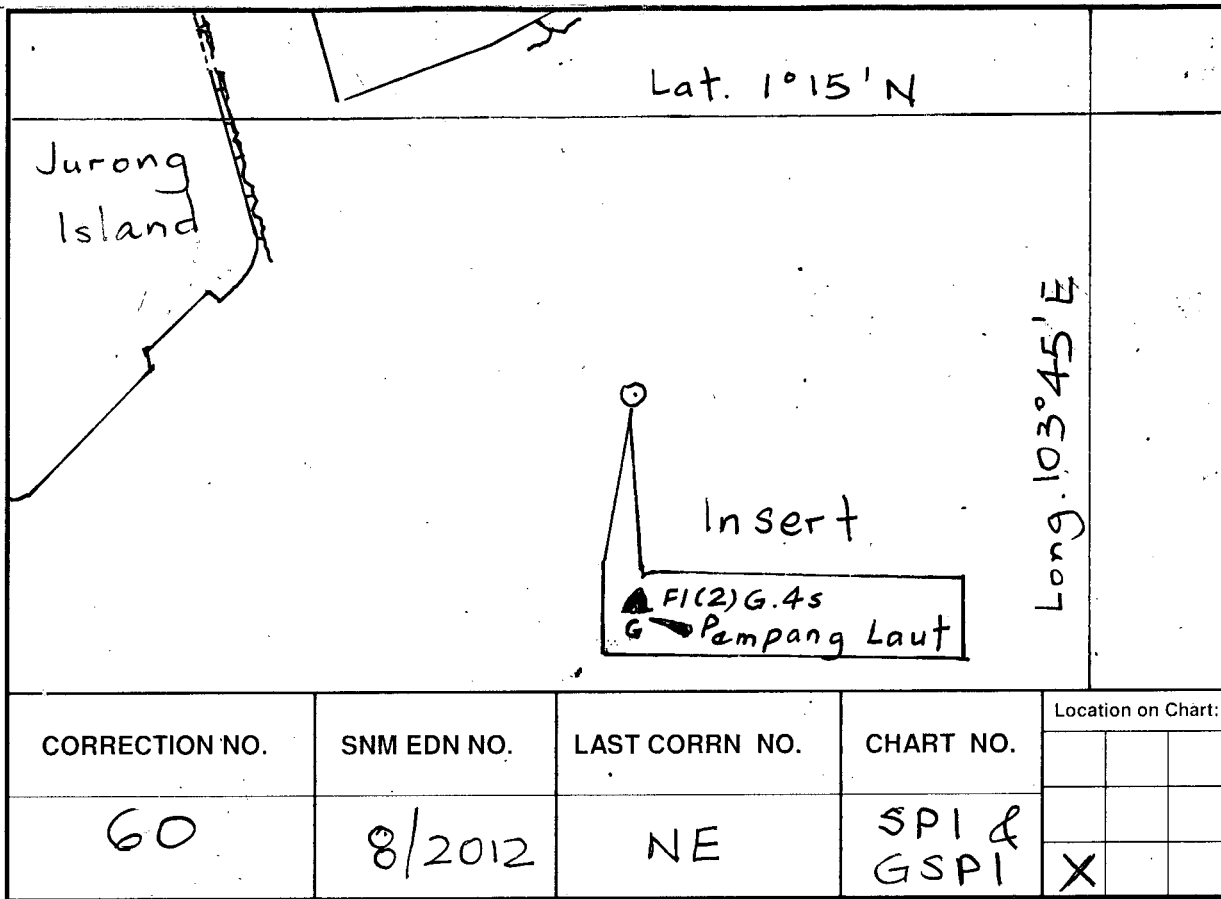 Lat. 1°15'N
Jurong
Island
Long. 103°45'E
Insert
Fl(2)G.4s
G Pempang Laut
CORRECTION NO.
SNM EDN NO.
LAST CORRN NO.
CHART NO.
Location on Chart:
60
8/2012
NE
SP1 &
GSP1
X